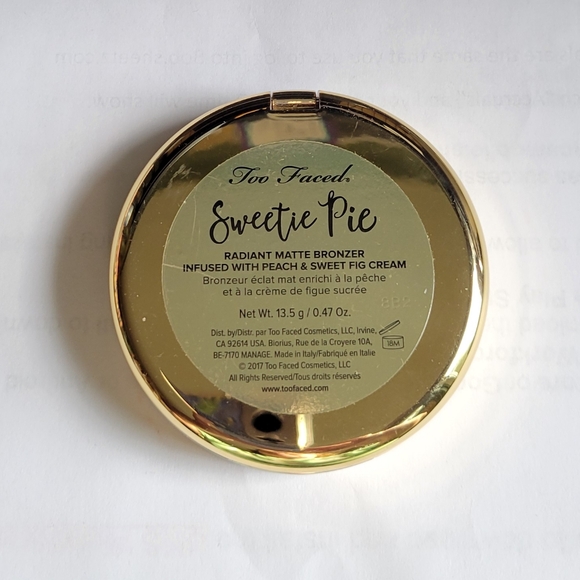 Too Faced.
Sweetie Pie
RADIANT MATTE BRONZER
INFUSED WITH PEACH & SWEET FIG CREAM
Bronzeur éclat mat enrichi à la pêche
et à la crème de figue sucrée
Net Wt. 13.5 g / 0.47 Oz.
Dist. by/Distr. par Too Faced Cosmetics, LLC, Irvine,
CA 92614 USA. Blorius, Rue de la Croyere 10A,
BE-7170 MANAGE. Made in Italy/Fabriqué en Italie
© 2017 Too Faced Cosmetics, LLC
All Rights Reserved/Tous droits réservés
www.toofaced.com
18M